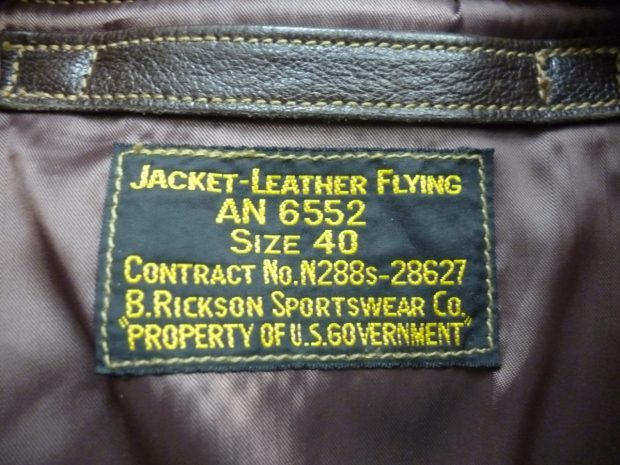 JACKET-LEATHER FLYING
AN 6552
SIZE 40
CONTRACT NO. N288S-28627
B. RICKSON SPORTSWEAR CO.
"PROPERTY OF U.S. GOVERNMENT"